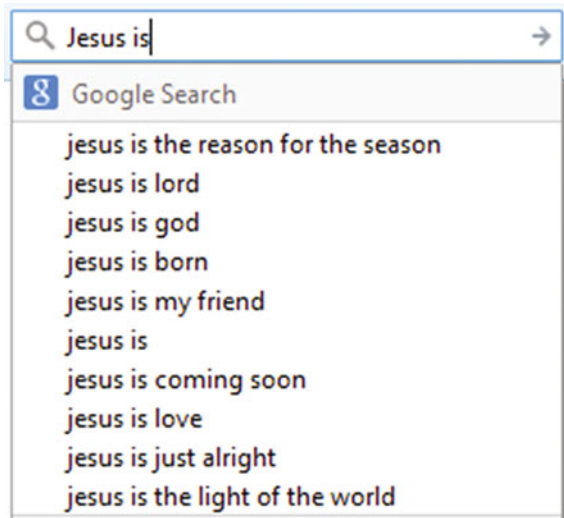 Jesus is
8 Google Search
jesus is the reason for the season
jesus is lord
jesus is god
jesus is born
jesus is my friend
jesus is
jesus is coming soon
jesus is love
jesus is just alright
jesus is the light of the world